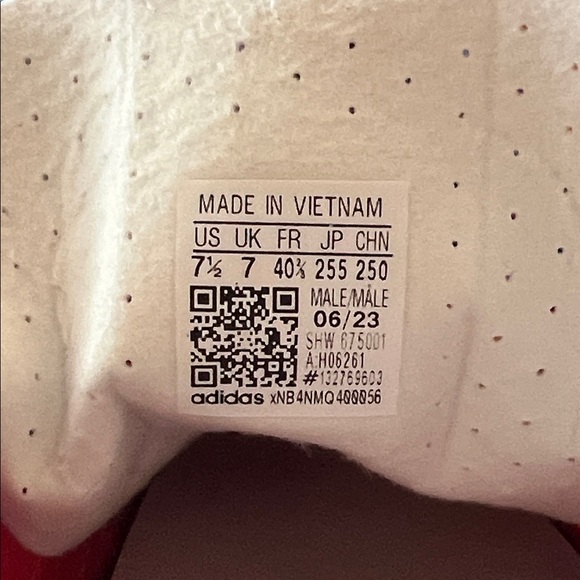 MADE IN VIETNAM
US UK FR JP CHN
7½ 7 40⅔ 255 250
MALE/MÂLE
06/23
SHW 675001
A:H06261
#132769603
adidas xNB4NMQ400056